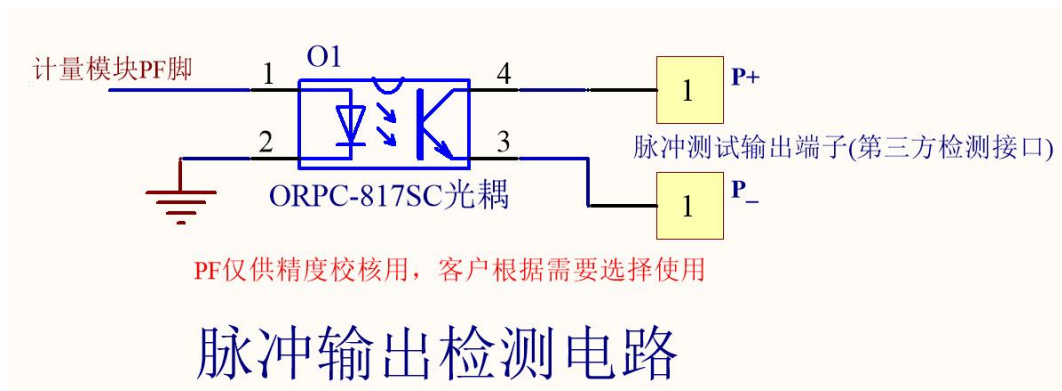 O1
计量模块PF脚
1
4
1
P+
2
3
脉冲测试输出端子(第三方检测接口)
ORPC-817SC光耦
1
P_
PF仅供精度校核用，客户根据需要选择使用
脉冲输出检测电路